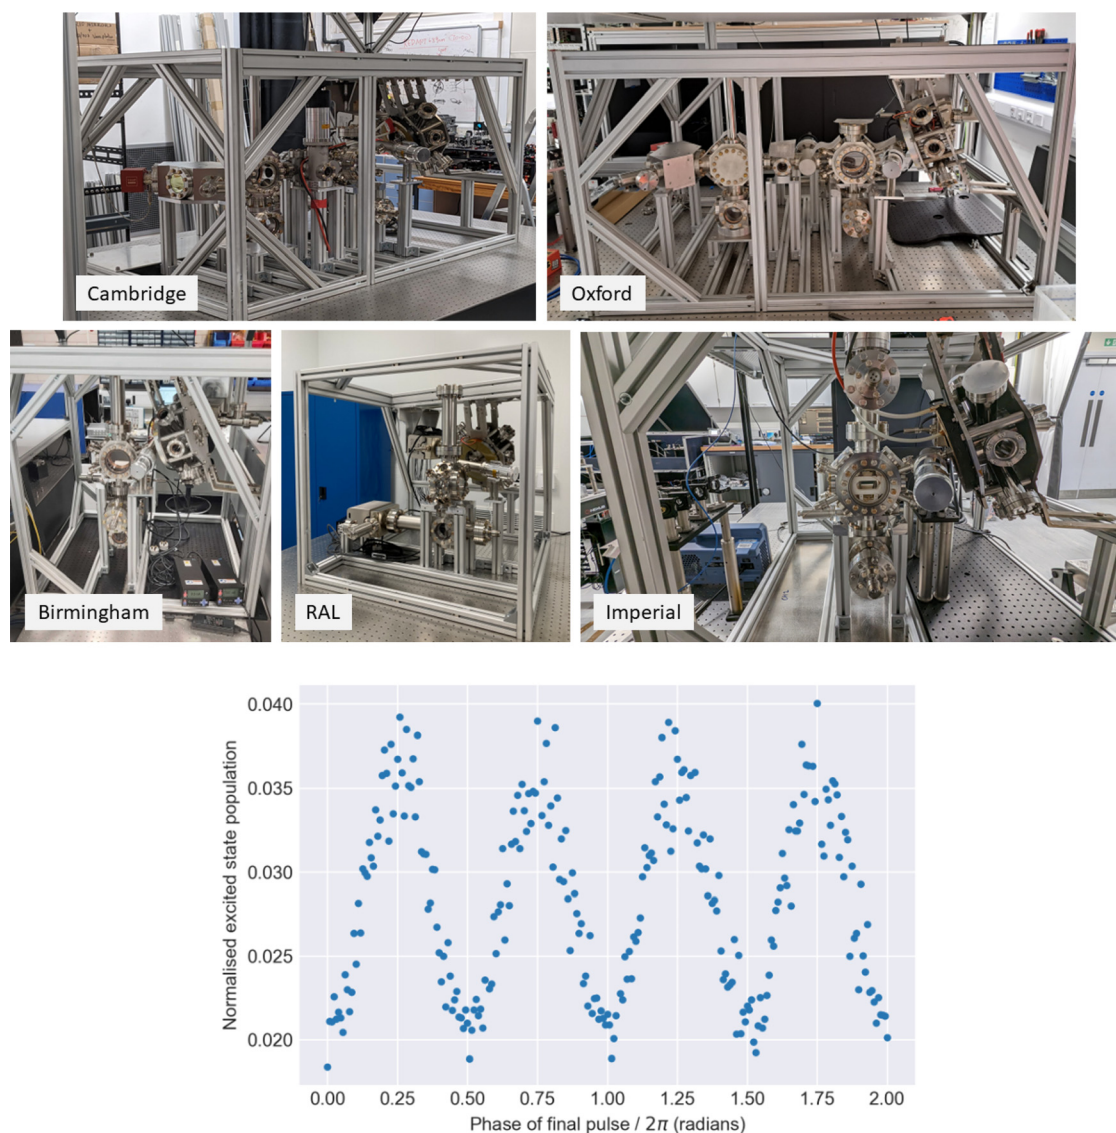 Cambridge
Oxford
Birmingham
RAL
Imperial
0.040
0.035
0.030
0.025
0.020
Normalised excited state population
0.00 0.25 0.50 0.75 1.00 1.25 1.50 1.75 2.00
Phase of final pulse / 2π (radians)